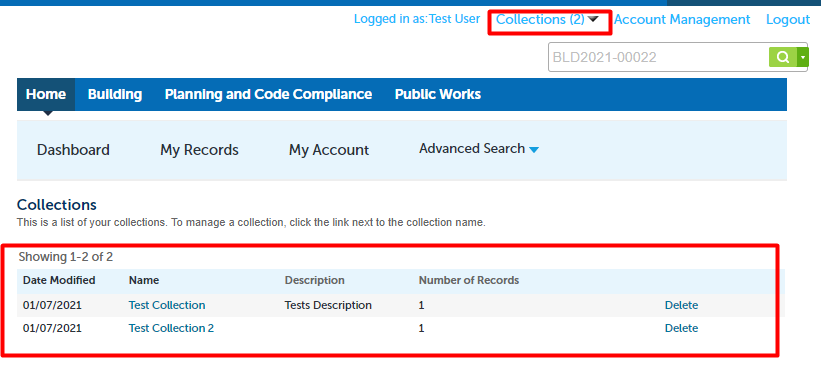 Logged in as:Test User Collections (2) Account Management Logout
BLD2021-00022
Home Building Planning and Code Compliance Public Works
Dashboard My Records My Account Advanced Search
Collections
This is a list of your collections. To manage a collection, click the link next to the collection name.
Showing 1-2 of 2
Date Modified Name Description Number of Records
01/07/2021 Test Collection Tests Description 1 Delete
01/07/2021 Test Collection 2 1 Delete